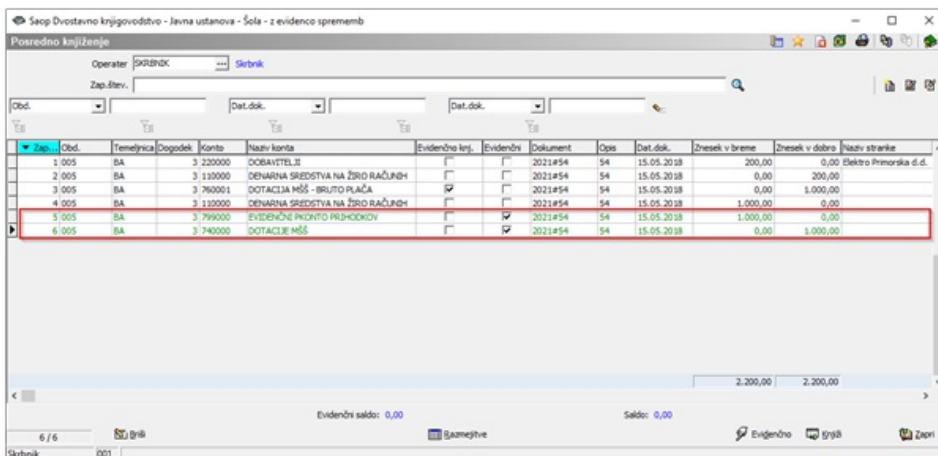 Saop Dvostavno knjigovodstvo - Javna ustanova - Šola - z evidenco sprememb
Posredno knjiženje
Operater SKRBNIK ... Skrbnik
Zap.štev.
Obd. Dat.dok. Dat.dok.
Zap... Obd. Temeljnica Dogodek Konto Naziv konta Evidenčno knj. Evidenčni Dokument Opis Dat.dok. Znesek v breme Znesek v dobro Naziv stranke
1 005 BA 3 220000 DOBAVITELJI 2021#54 54 15.05.2018 200,00 0,00 Elektro Primorska d.d.
2 005 BA 3 110000 DENARNA SREDSTVA NA ŽIRO RAČUNIH 2021#54 54 15.05.2018 0,00 200,00
3 005 BA 3 760001 DOTACIJA MŠŠ - BRUTO PLAČA 2021#54 54 15.05.2018 0,00 1.000,00
4 005 BA 3 110000 DENARNA SREDSTVA NA ŽIRO RAČUNIH 2021#54 54 15.05.2018 1.000,00 0,00
5 005 BA 3 799000 EVIDENČNI PKONTO PRIHODKOV 2021#54 54 15.05.2018 1.000,00 0,00
6 005 BA 3 740000 DOTACIJE MŠŠ 2021#54 54 15.05.2018 0,00 1.000,00
2.200,00 2.200,00
Evidenčni saldo: 0,00 Saldo: 0,00
6 / 6 Briši Razmejitve Evidenčno Knjiži Zapri
Skrbnik 001